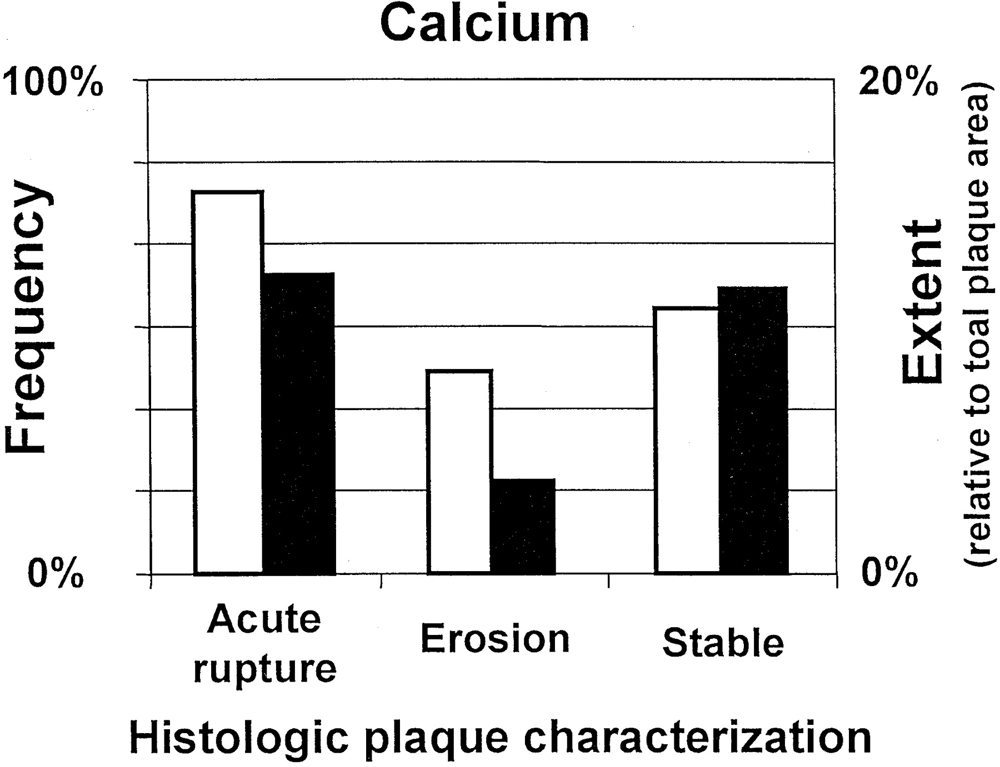 Calcium
100%
20%
Frequency
Extent
(relative to toal plaque area)
0%
0%
Acute
rupture
Erosion
Stable
Histologic plaque characterization